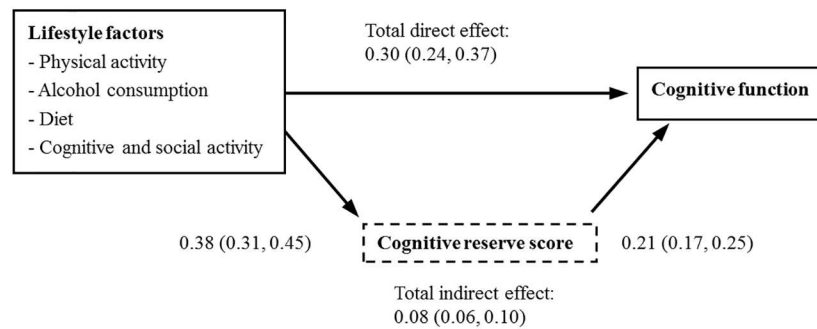 Lifestyle factors
- Physical activity
- Alcohol consumption
- Diet
- Cognitive and social activity
Total direct effect:
0.30 (0.24, 0.37)
Cognitive function
0.38 (0.31, 0.45)
Cognitive reserve score
0.21 (0.17, 0.25)
Total indirect effect:
0.08 (0.06, 0.10)